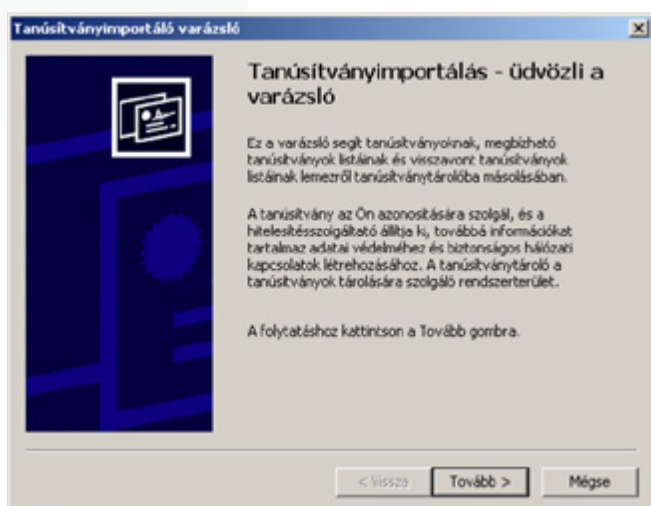 Tanúsítványimportáló varázsló
Tanúsítványimportálás - üdvözli a
varázsló
Ez a varázsló segít tanúsítványoknak, megbízható
tanúsítványok listáinak és visszavont tanúsítványok
listáinak lemezről tanúsítványtárolóba másolásában.
A tanúsítvány az Ön azonosítására szolgál, és a
hitelesítésszolgáltató állítja ki, továbbá információkat
tartalmaz adatai védelméhez és biztonságos hálózati
kapcsolatok létrehozásához. A tanúsítványtároló a
tanúsítványok tárolására szolgáló rendszerterület.
A folytatáshoz kattintson a Tovább gombra.
< Vissza Tovább > Mégse